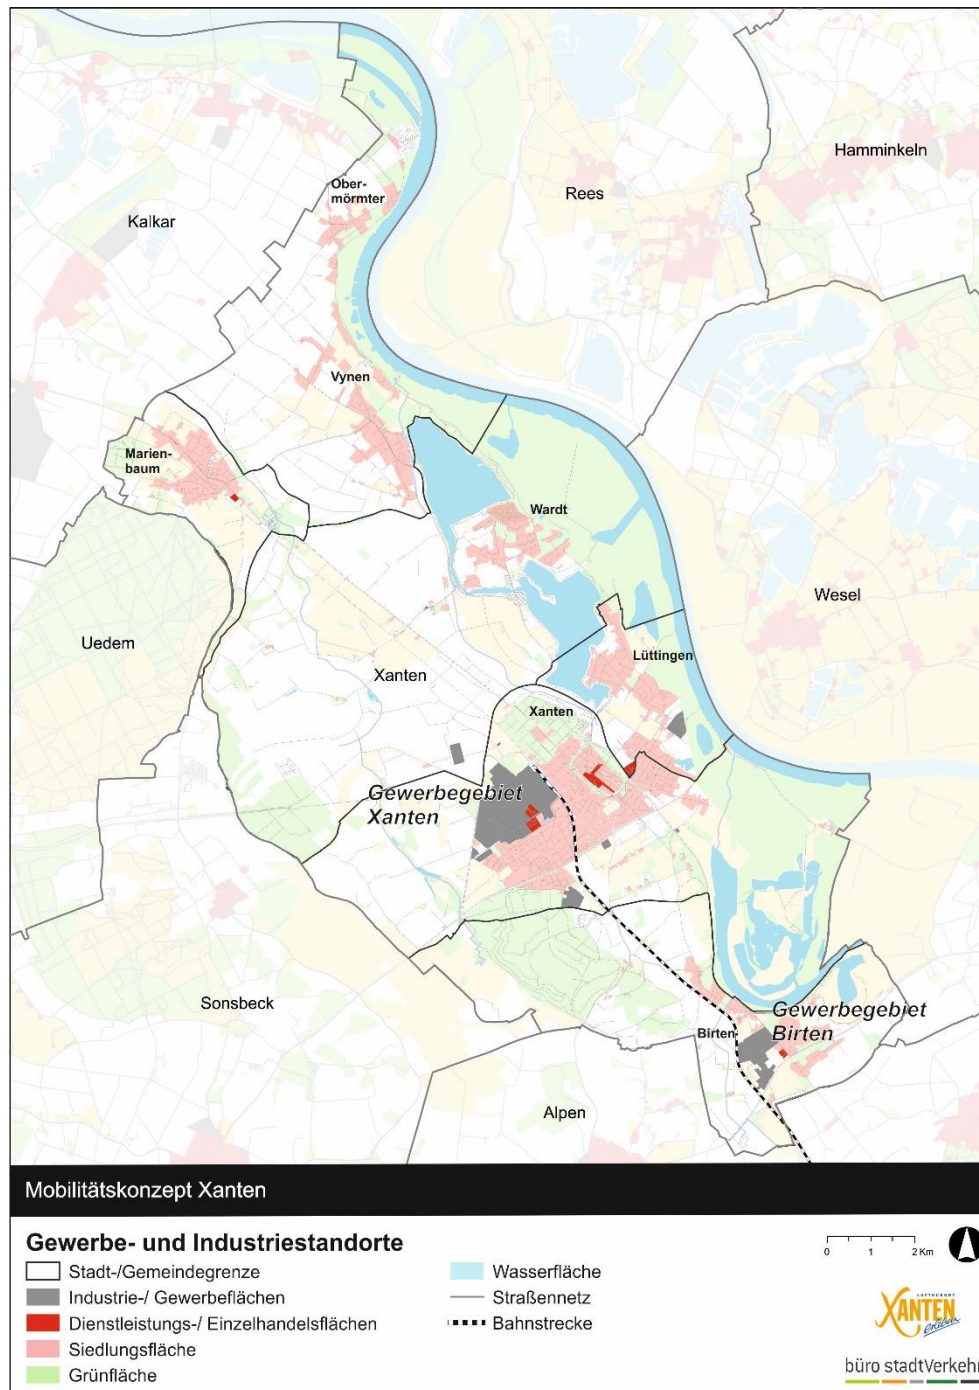 Hamminkeln
Ober-
mörmter
Rees
Kalkar
Vynen
Marien-
baum
Wardt
Wesel
Uedem
Lüttingen
Xanten
Xanten
Gewerbegebiet
Xanten
Sonsbeck
Gewerbegebiet
Birten
Birten
Alpen
Mobilitätskonzept Xanten
Gewerbe- und Industriestandorte
Stadt-/Gemeindegrenze
Industrie-/ Gewerbeflächen
Dienstleistungs-/ Einzelhandelsflächen
Siedlungsfläche
Grünfläche
Wasserfläche
Straßennetz
Bahnstrecke
0 1 2 Km
LUFTKURORT
XANTEN
erleben
büro stadtVerkehr